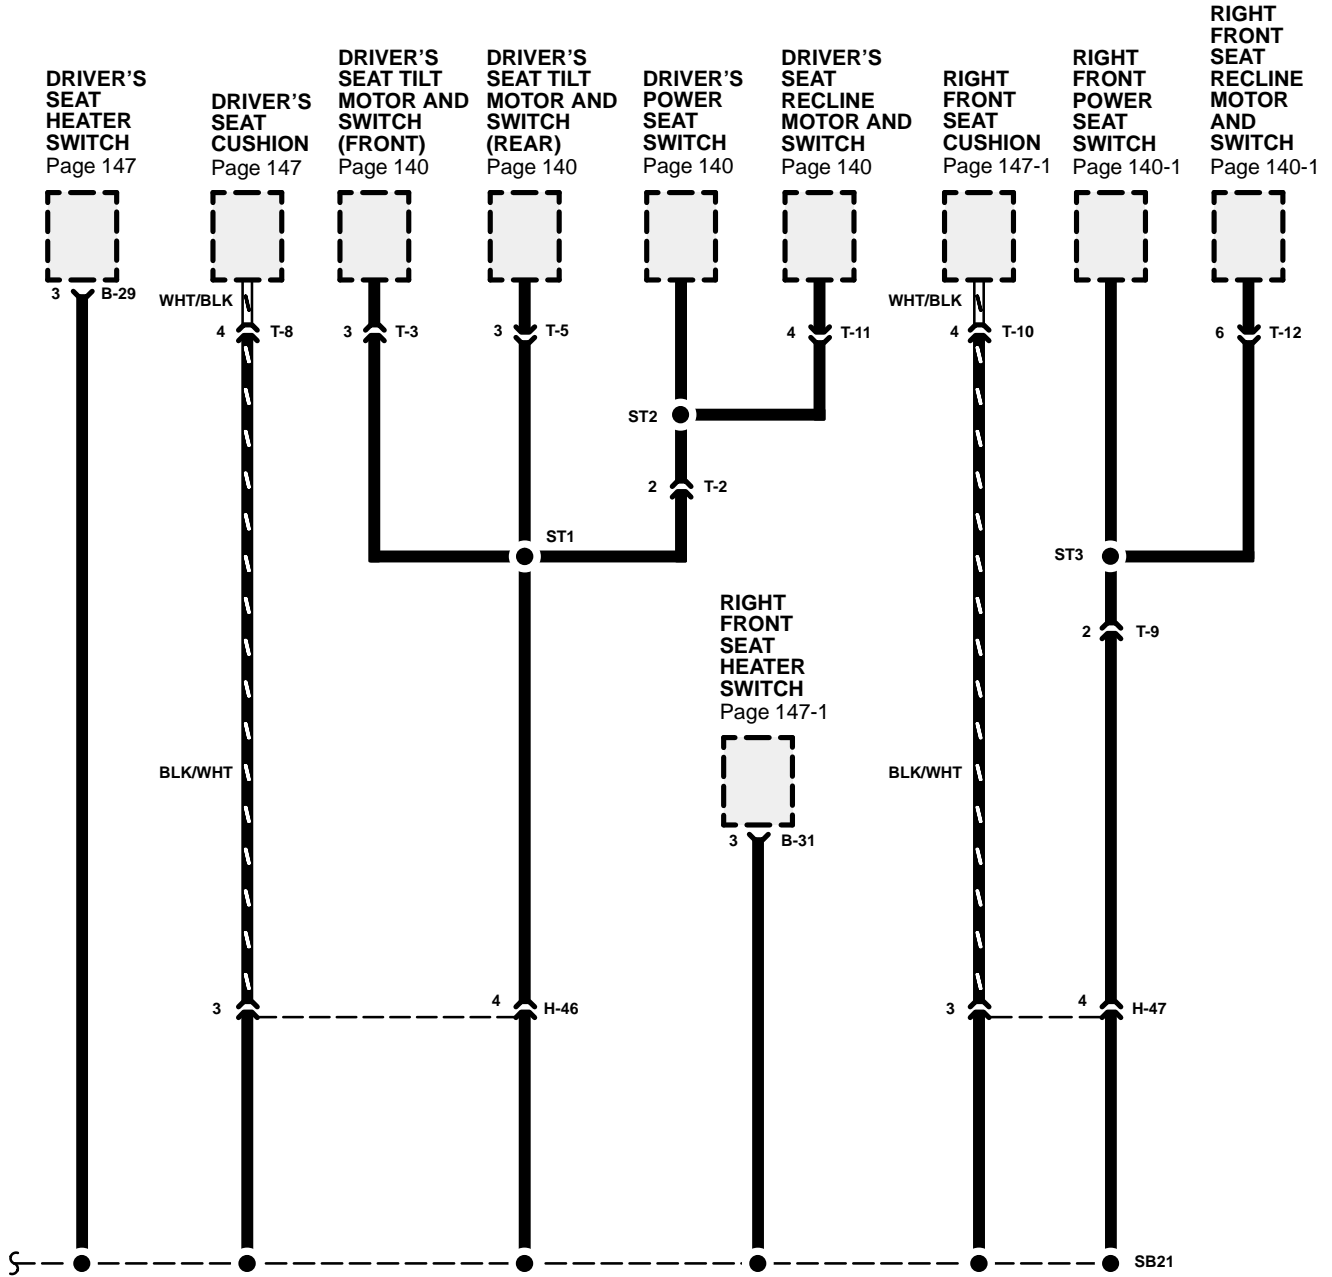 DRIVER'S
SEAT
HEATER
SWITCH
Page 147
DRIVER'S
SEAT
CUSHION
Page 147
DRIVER'S
SEAT TILT
MOTOR AND
SWITCH
(FRONT)
Page 140
DRIVER'S
SEAT TILT
MOTOR AND
SWITCH
(REAR)
Page 140
DRIVER'S
POWER
SEAT
SWITCH
Page 140
DRIVER'S
SEAT
RECLINE
MOTOR AND
SWITCH
Page 140
RIGHT
FRONT
SEAT
CUSHION
Page 147-1
RIGHT
FRONT
POWER
SEAT
SWITCH
Page 140-1
RIGHT
FRONT
SEAT
RECLINE
MOTOR
AND
SWITCH
Page 140-1
3 B-29
WHT/BLK
WHT/BLK
4 T-8
3 T-3
3 T-5
4 T-11
4 T-10
6 T-12
ST2
2 T-2
ST1
ST3
RIGHT
FRONT
SEAT
HEATER
SWITCH
Page 147-1
2 T-9
BLK/WHT
BLK/WHT
3 B-31
3
4 H-46
3
4 H-47
SB21